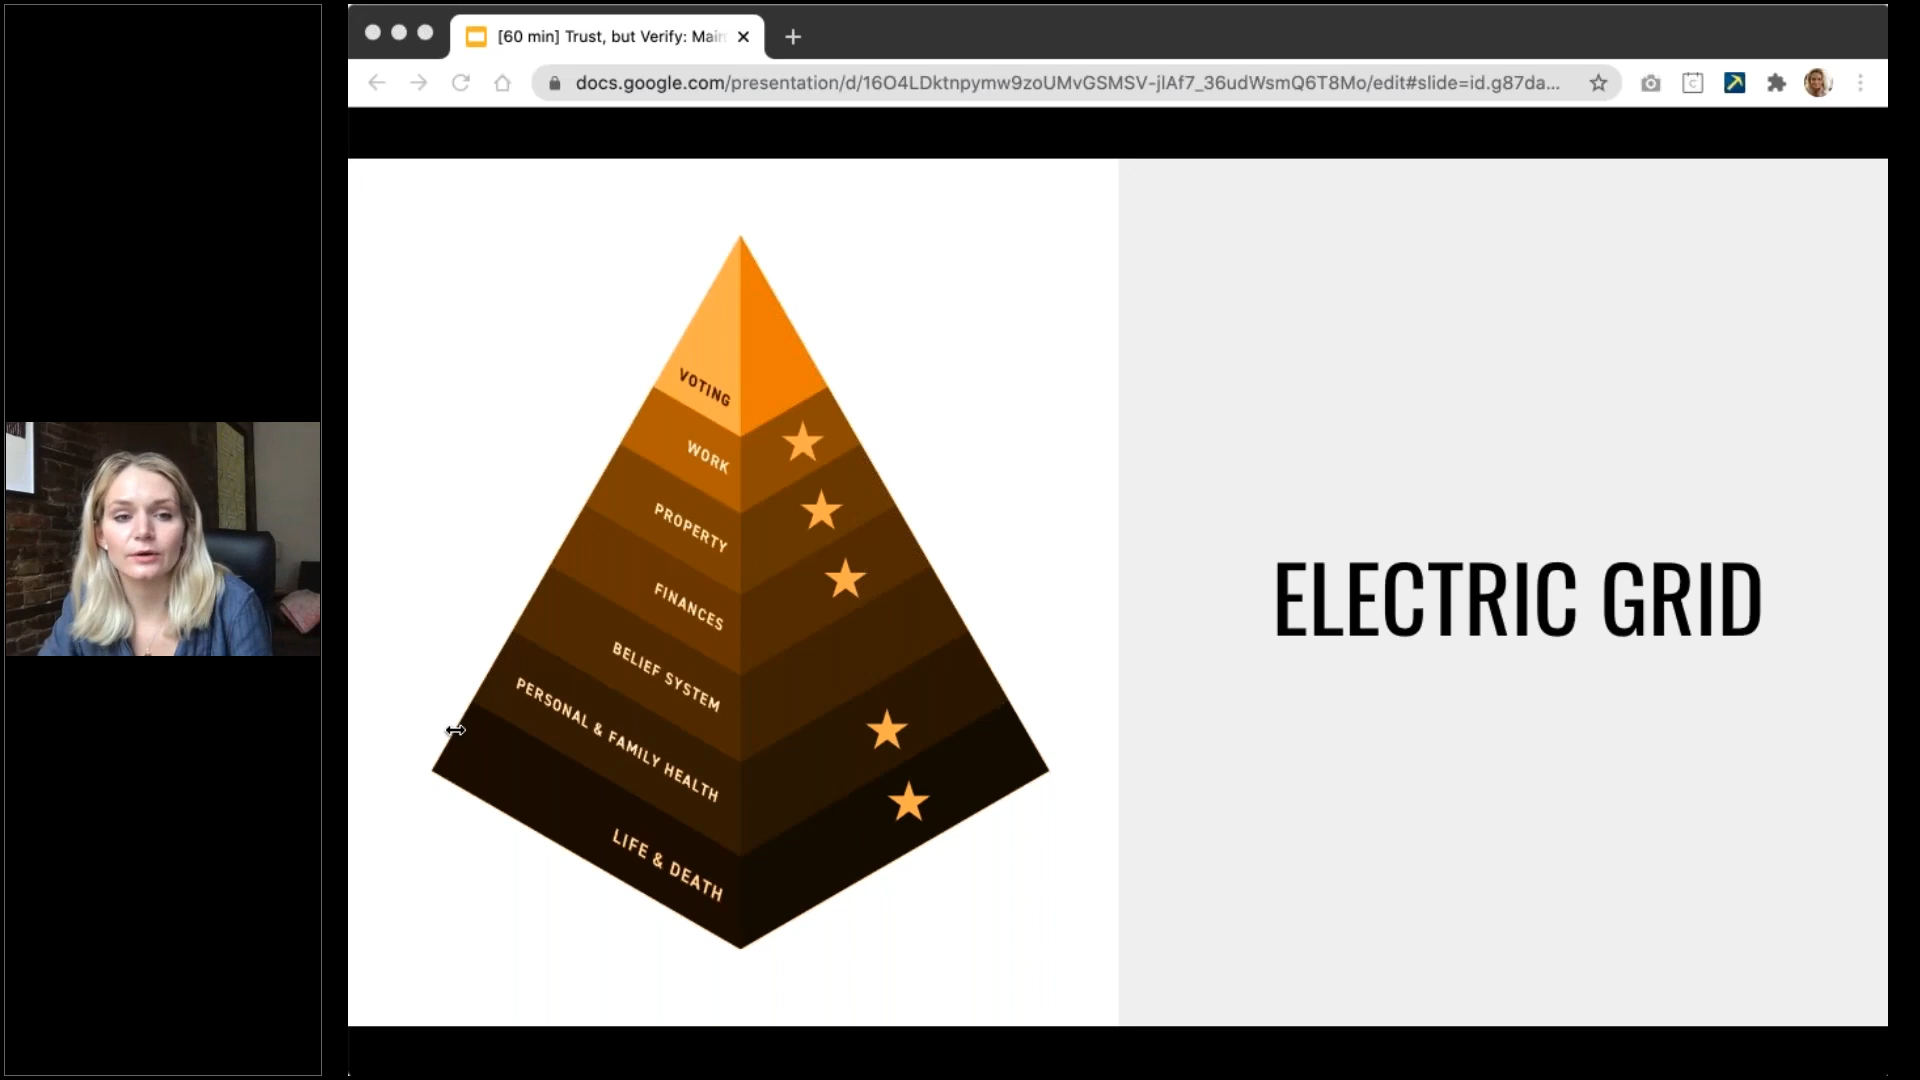 [60 min] Trust, but Verify: Main
docs.google.com/presentation/d/16O4LDktnpymw9zoUMvGSMSV-jlAf7_36udWsmQ6T8Mo/edit#slide=id.g87da...
VOTING
WORK
PROPERTY
FINANCES
BELIEF SYSTEM
PERSONAL & FAMILY HEALTH
LIFE & DEATH
ELECTRIC GRID